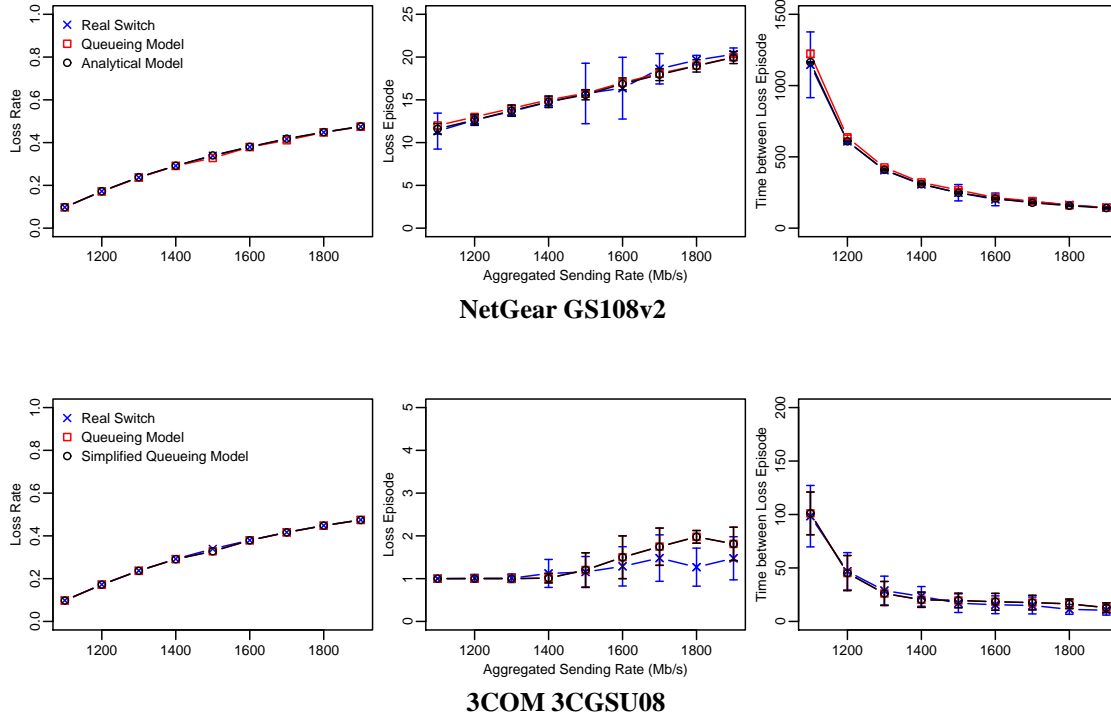 Loss Rate
0.0 0.2 0.4 0.6 0.8 1.0
Real Switch
Queueing Model
Analytical Model
1200 1400 1600 1800
Loss Episode
0 5 10 15 20 25
1200 1400 1600 1800
Aggregated Sending Rate (Mb/s)
Time between Loss Episode
0 500 1000 1500
1200 1400 1600 1800
NetGear GS108v2
Loss Rate
0.0 0.2 0.4 0.6 0.8 1.0
Real Switch
Queueing Model
Simplified Queueing Model
1200 1400 1600 1800
Loss Episode
0 1 2 3 4 5
1200 1400 1600 1800
Aggregated Sending Rate (Mb/s)
Time between Loss Episode
0 50 100 150 200
1200 1400 1600 1800
3COM 3CGSU08